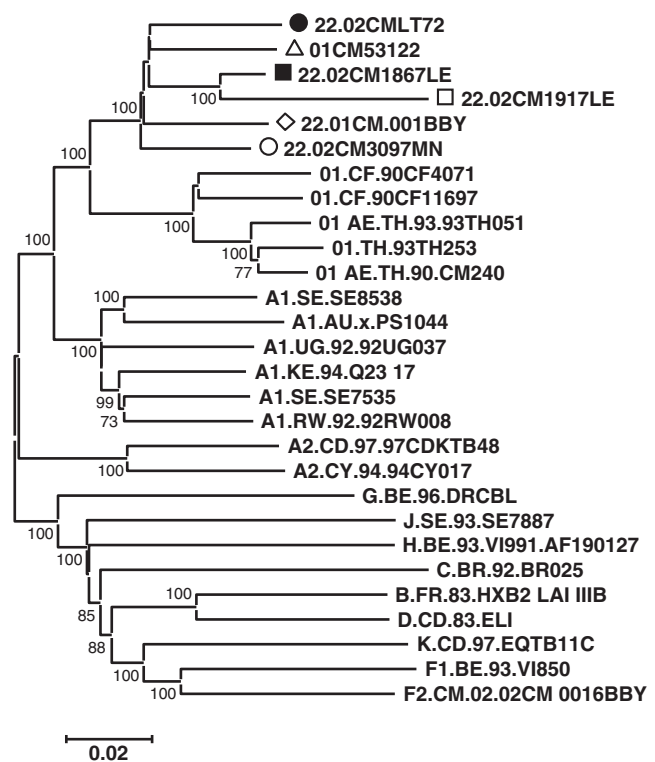 22.02CMLT72
01CM53122
22.02CM1867LE
100
22.02CM1917LE
100
22.01CM.001BBY
100
22.02CM3097MN
01.CF.90CF4071
01.CF.90CF11697
100
01 AE.TH.93.93TH051
100
100
01.TH.93TH253
77
01 AE.TH.90.CM240
100
A1.SE.SE8538
A1.AU.x.PS1044
100
A1.UG.92.92UG037
A1.KE.94.Q23 17
99
A1.SE.SE7535
73
A1.RW.92.92RW008
A2.CD.97.97CDKTB48
100
A2.CY.94.94CY017
G.BE.96.DRCBL
100
J.SE.93.SE7887
100
H.BE.93.VI991.AF190127
C.BR.92.BR025
100
B.FR.83.HXB2 LAI IIIB
85
D.CD.83.ELI
88
K.CD.97.EQTB11C
100
F1.BE.93.VI850
100
F2.CM.02.02CM 0016BBY
0.02